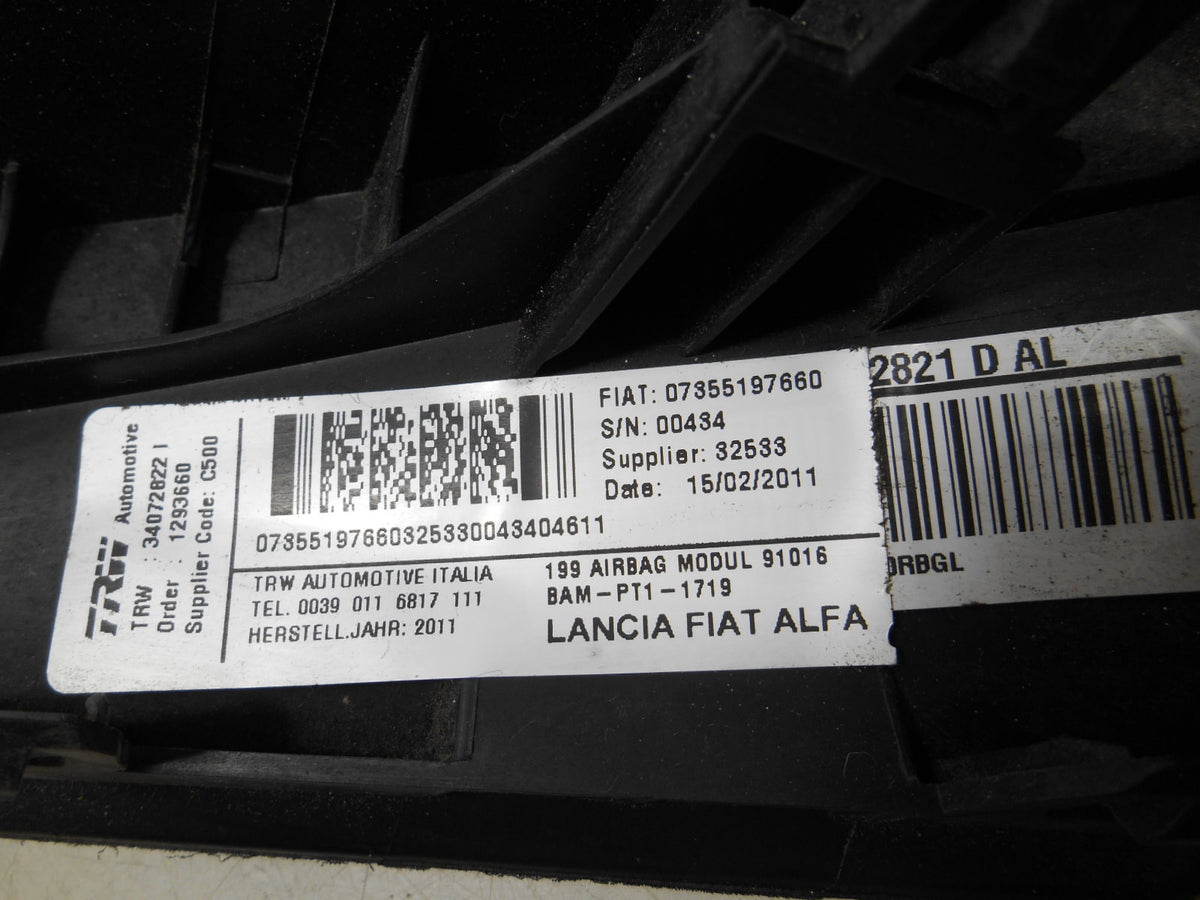 TRW Automotive
TRW : 34072822 I
Order : 1293660
Supplier Code: C500
FIAT: 07355197660
S/N: 00434
Supplier: 32533
Date: 15/02/2011
07355197660325330043404611
TRW AUTOMOTIVE ITALIA
TEL. 0039 011 6817 111
HERSTELL.JAHR: 2011
199 AIRBAG MODUL 91016
BAM-PT1-1719
LANCIA FIAT ALFA
2821 D AL